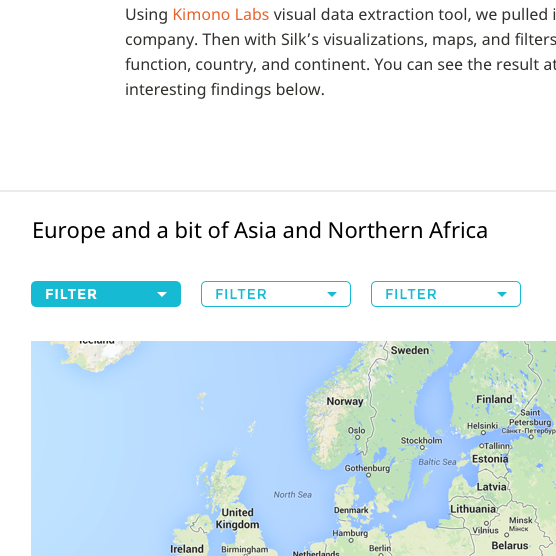 Using Kimono Labs visual data extraction tool, we pulled
company. Then with Silk's visualizations, maps, and filters
function, country, and continent. You can see the result at
interesting findings below.
Europe and a bit of Asia and Northern Africa
FILTER
FILTER
FILTER
Iceland
Sweden
Norway
Finland
Saint
Petersburg
Санкт-Петербург
Helsinki
Oslo
Stockholm
Tallinn
Estonia
Baltic Sea
Gothenburg
Latvia
North Sea
Denmark
Lithuania
United
Kingdom
Vilnius
Minsk
Мінск
Hamburg
Ireland
Birmingham
Berlin
Belarus
Netherlands